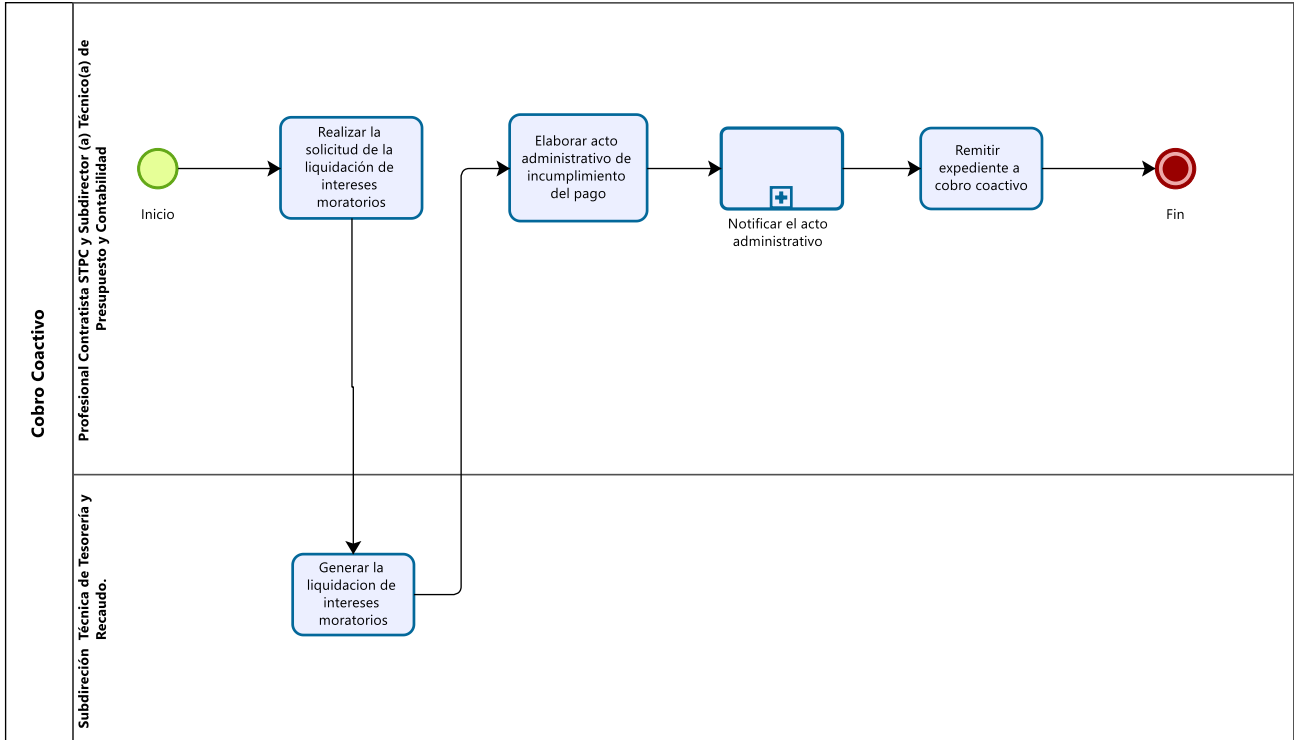 Cobro Coactivo
Profesional Contratista STPC y Subdirector (a) Técnico(a) de
Presupuesto y Contabilidad
Inicio
Realizar la
solicitud de la
liquidación de
intereses
moratorios
Elaborar acto
administrativo de
incumplimiento
del pago
Notificar el acto
administrativo
Remitir
expediente a
cobro coactivo
Fin
Subdireción Técnica de Tesorería y
Recaudo.
Generar la
liquidacion de
intereses
moratorios